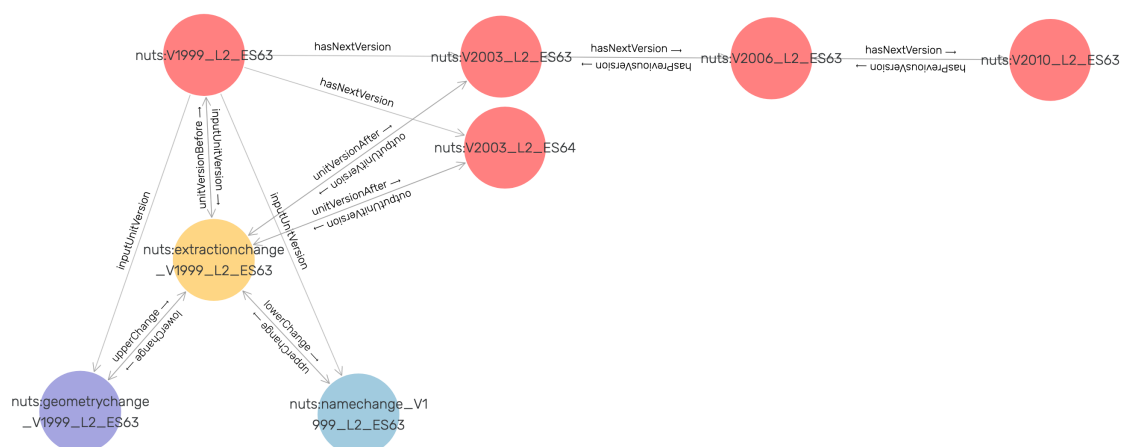 nuts:V1999_L2_ES63
hasNextVersion
nuts:V2003_L2_ES63
hasNextVersion →
← hasPreviousVersion
nuts:V2006_L2_ES63
hasNextVersion →
← hasPreviousVersion
nuts:V2010_L2_ES63
hasNextVersion
nuts:V2003_L2_ES64
unitVersionBefore →
inputUnitVersion →
unitVersionAfter →
← outputUnitVersion
unitVersionAfter →
← outputUnitVersion
inputUnitVersion
inputUnitVersion
nuts:extractionchange
_V1999_L2_ES63
upperChange →
← lowerChange
lowerChange →
← upperChange
nuts:geometrychange
_V1999_L2_ES63
nuts:namechange_V1
999_L2_ES63